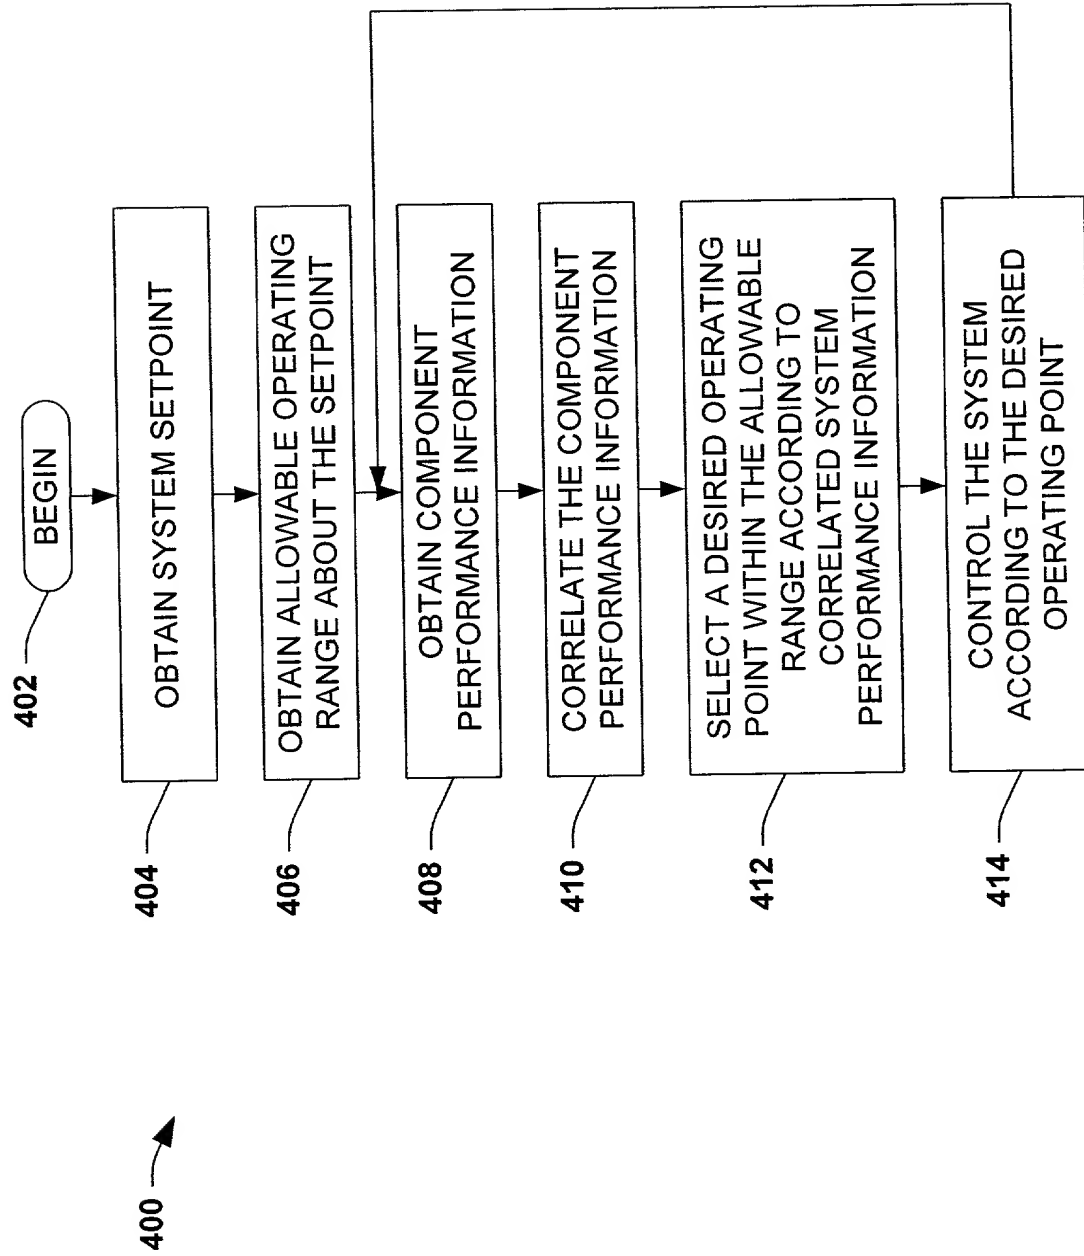 400
402
BEGIN
404
OBTAIN SYSTEM SETPOINT
406
OBTAIN ALLOWABLE OPERATING
RANGE ABOUT THE SETPOINT
408
OBTAIN COMPONENT
PERFORMANCE INFORMATION
410
CORRELATE THE COMPONENT
PERFORMANCE INFORMATION
412
SELECT A DESIRED OPERATING
POINT WITHIN THE ALLOWABLE
RANGE ACCORDING TO
CORRELATED SYSTEM
PERFORMANCE INFORMATION
414
CONTROL THE SYSTEM
ACCORDING TO THE DESIRED
OPERATING POINT